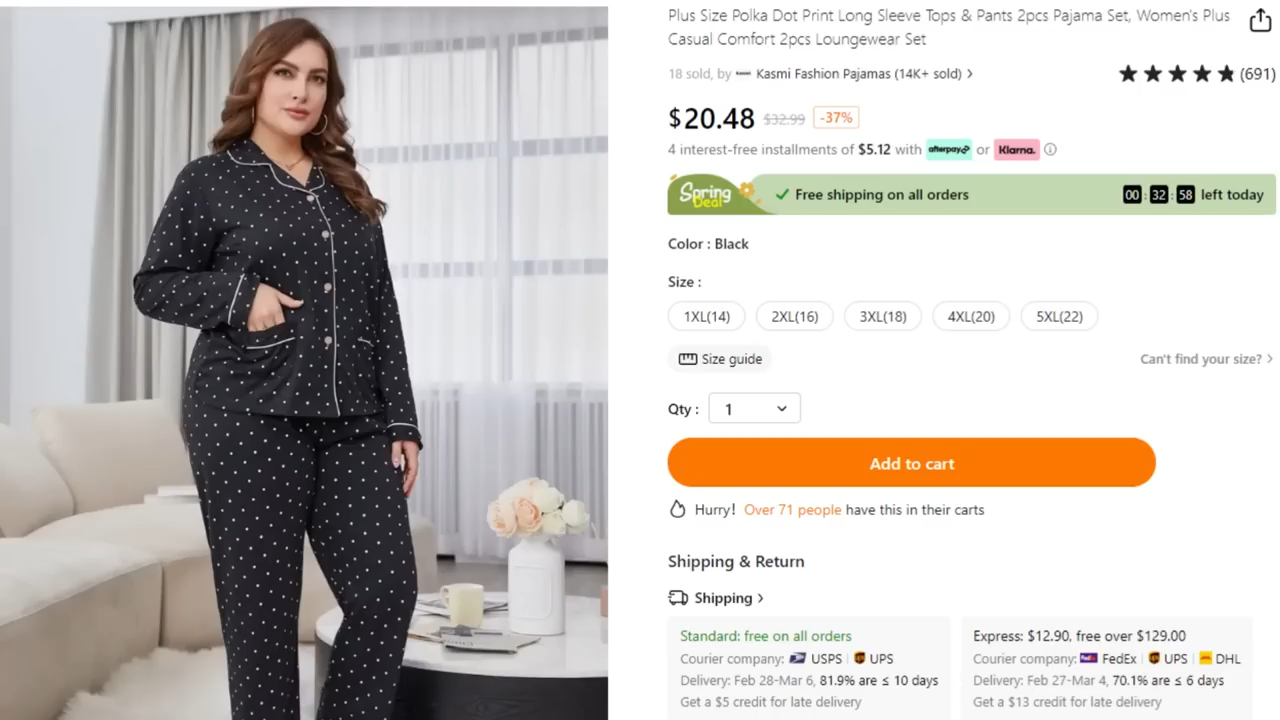 Plus Size Polka Dot Print Long Sleeve Tops & Pants 2pcs Pajama Set, Women's Plus
Casual Comfort 2pcs Loungewear Set
18 sold, by Kasmi Fashion Pajamas (14K+ sold) >
(691)
$20.48 $32.99 -37%
4 interest-free installments of $5.12 with afterpay or Klarna.
Spring Deal
Free shipping on all orders
00 : 32 : 58 left today
Color : Black
Size :
1XL(14) 2XL(16) 3XL(18) 4XL(20) 5XL(22)
Size guide
Can't find your size? >
Qty : 1
Add to cart
Hurry! Over 71 people have this in their carts
Shipping & Return
Shipping >
Standard: free on all orders
Courier company: USPS | UPS
Delivery: Feb 28-Mar 6, 81.9% are ≤ 10 days
Get a $5 credit for late delivery
Express: $12.90, free over $129.00
Courier company: FedEx | UPS | DHL
Delivery: Feb 27-Mar 4, 70.1% are ≤ 6 days
Get a $13 credit for late delivery